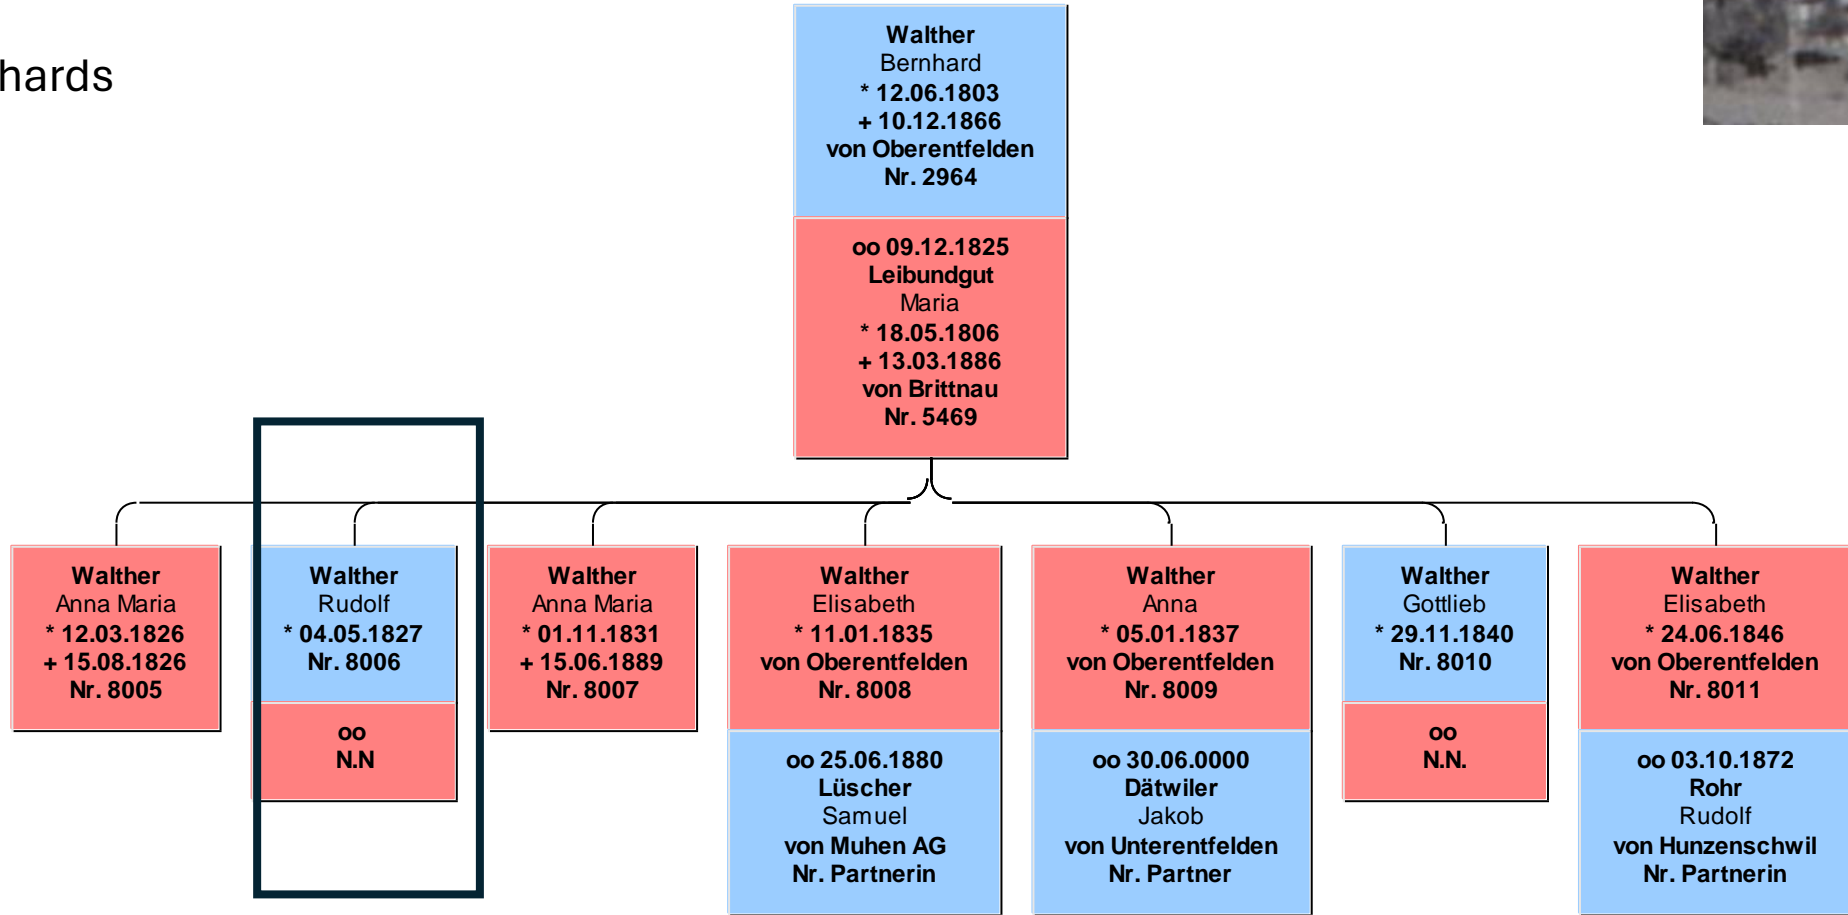 hards
Walther
Bernhard
* 12.06.1803
+ 10.12.1866
von Oberentfelden
Nr. 2964
oo 09.12.1825
Leibundgut
Maria
* 18.05.1806
+ 13.03.1886
von Brittnau
Nr. 5469
Walther
Anna Maria
* 12.03.1826
+ 15.08.1826
Nr. 8005
Walther
Rudolf
* 04.05.1827
Nr. 8006
oo
N.N
Walther
Anna Maria
* 01.11.1831
+ 15.06.1889
Nr. 8007
Walther
Elisabeth
* 11.01.1835
von Oberentfelden
Nr. 8008
oo 25.06.1880
Lüscher
Samuel
von Muhen AG
Nr. Partnerin
Walther
Anna
* 05.01.1837
von Oberentfelden
Nr. 8009
oo 30.06.0000
Dätwiler
Jakob
von Unterentfelden
Nr. Partner
Walther
Gottlieb
* 29.11.1840
Nr. 8010
oo
N.N.
Walther
Elisabeth
* 24.06.1846
von Oberentfelden
Nr. 8011
oo 03.10.1872
Rohr
Rudolf
von Hunzenschwil
Nr. Partnerin